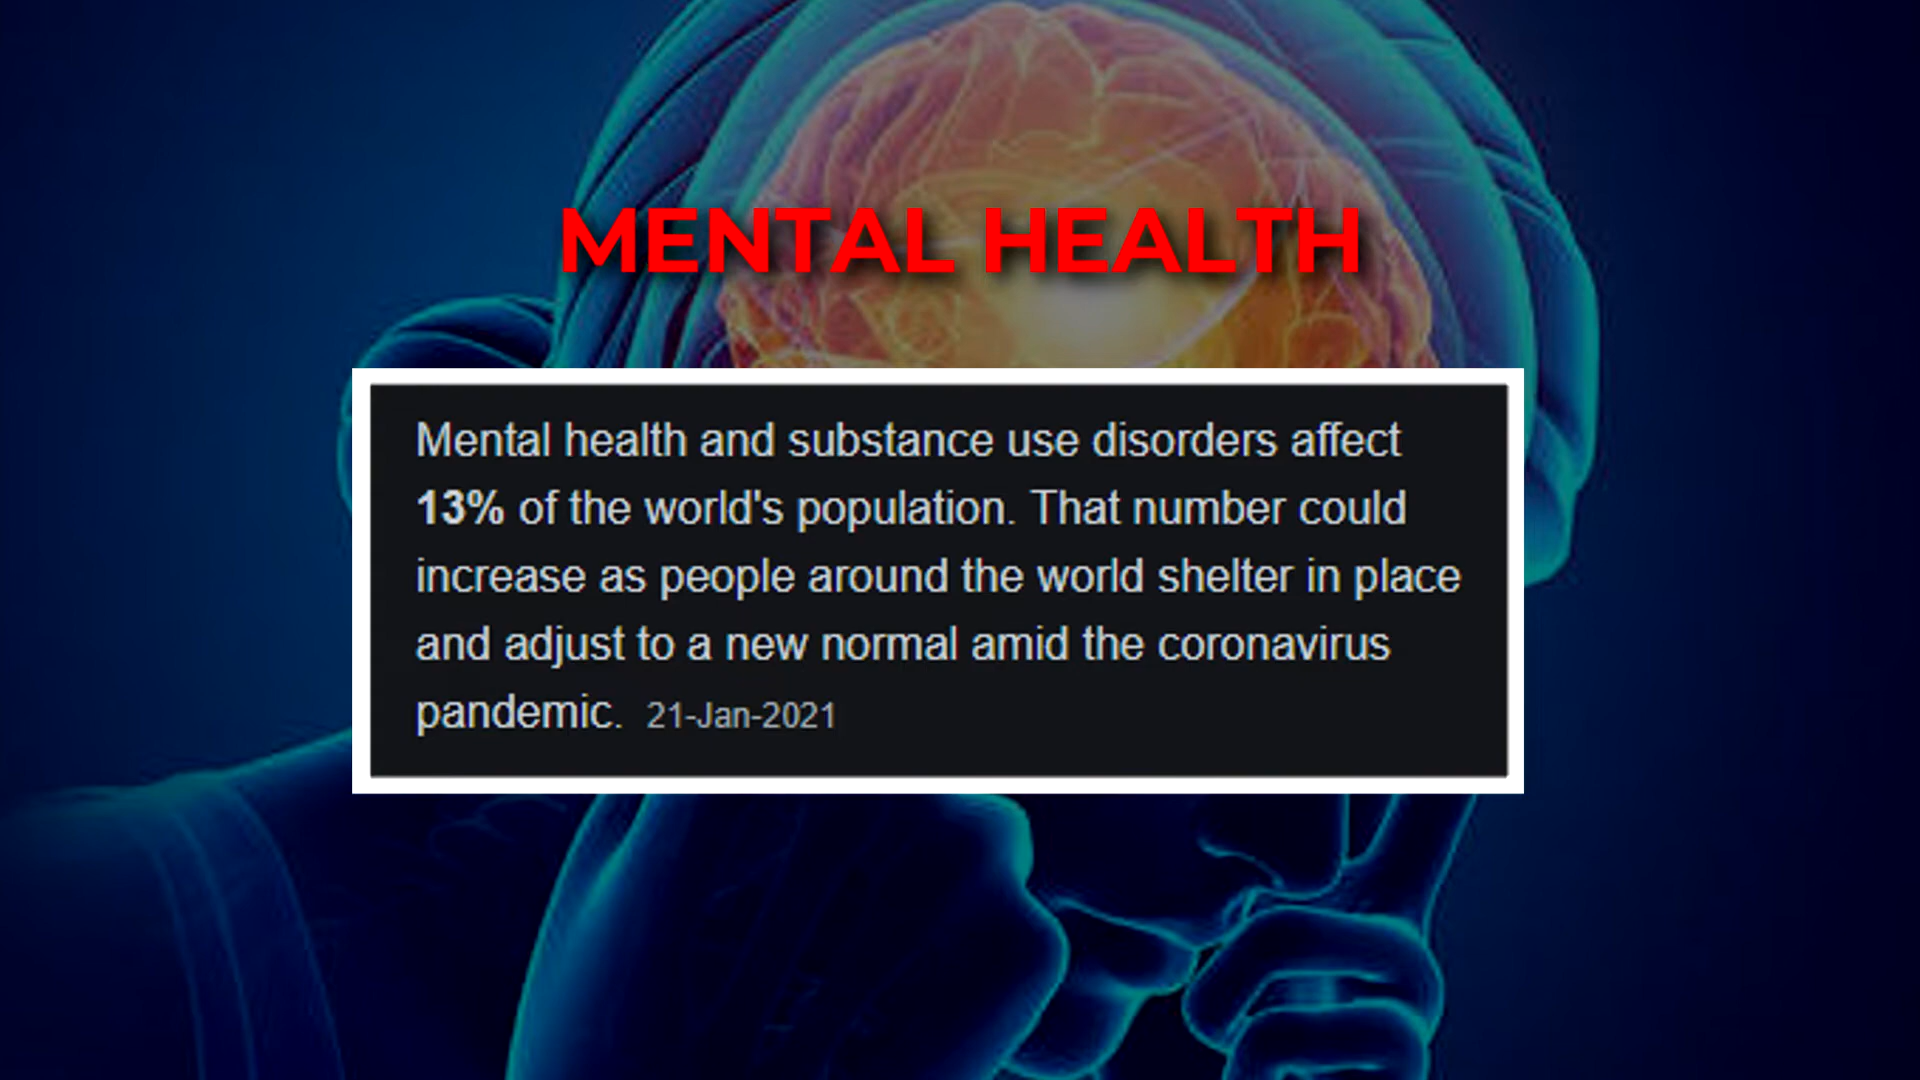 MENTAL HEALTH
Mental health and substance use disorders affect
13% of the world's population. That number could
increase as people around the world shelter in place
and adjust to a new normal amid the coronavirus
pandemic. 21-Jan-2021